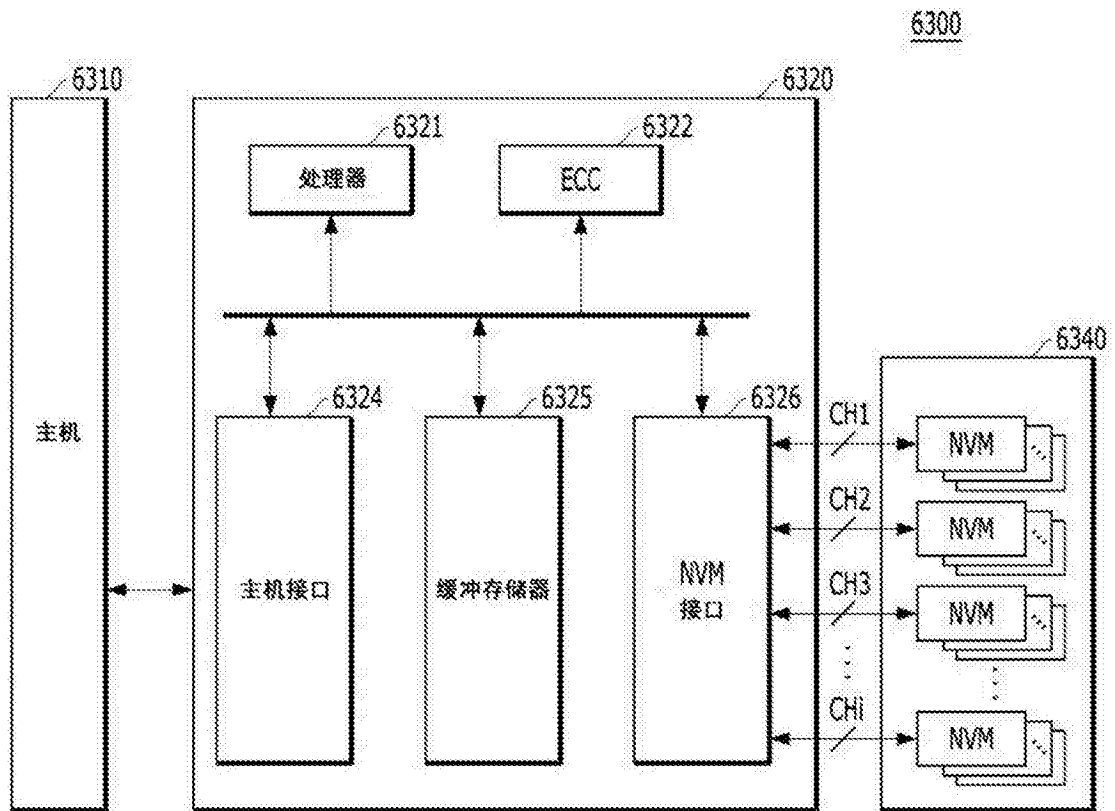 6300
6310
6320
6321
6322
处理器
ECC
6340
6324
6325
6326
CH1
NVM
主机
CH2
NVM
主机接口
缓冲存储器
NVM
接口
CH3
NVM
CHi
NVM